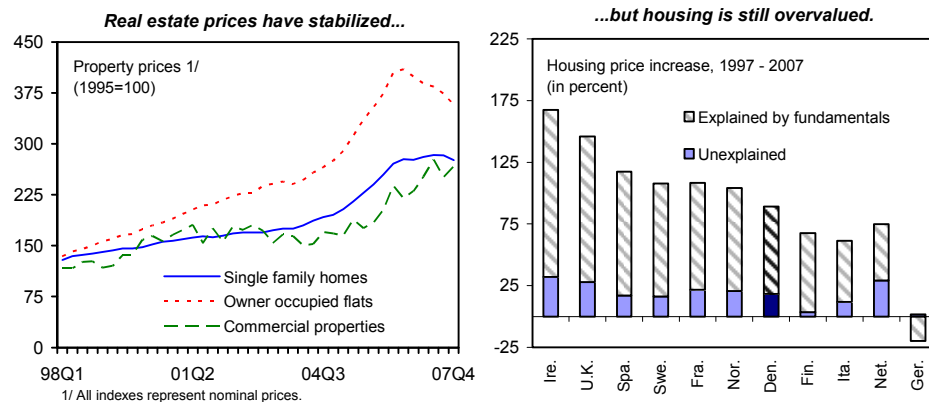 Real estate prices have stabilized...
450
375
300
225
150
75
0
Property prices 1/
(1995=100)
Single family homes
Owner occupied flats
Commercial properties
98Q1 01Q2 04Q3 07Q4
1/ All indexes represent nominal prices.
...but housing is still overvalued.
225
175
125
75
25
-25
Housing price increase, 1997 - 2007
(in percent)
Explained by fundamentals
Unexplained
Ire.
U.K.
Spa.
Swe.
Fra.
Nor.
Den.
Fin.
Ita.
Net.
Ger.